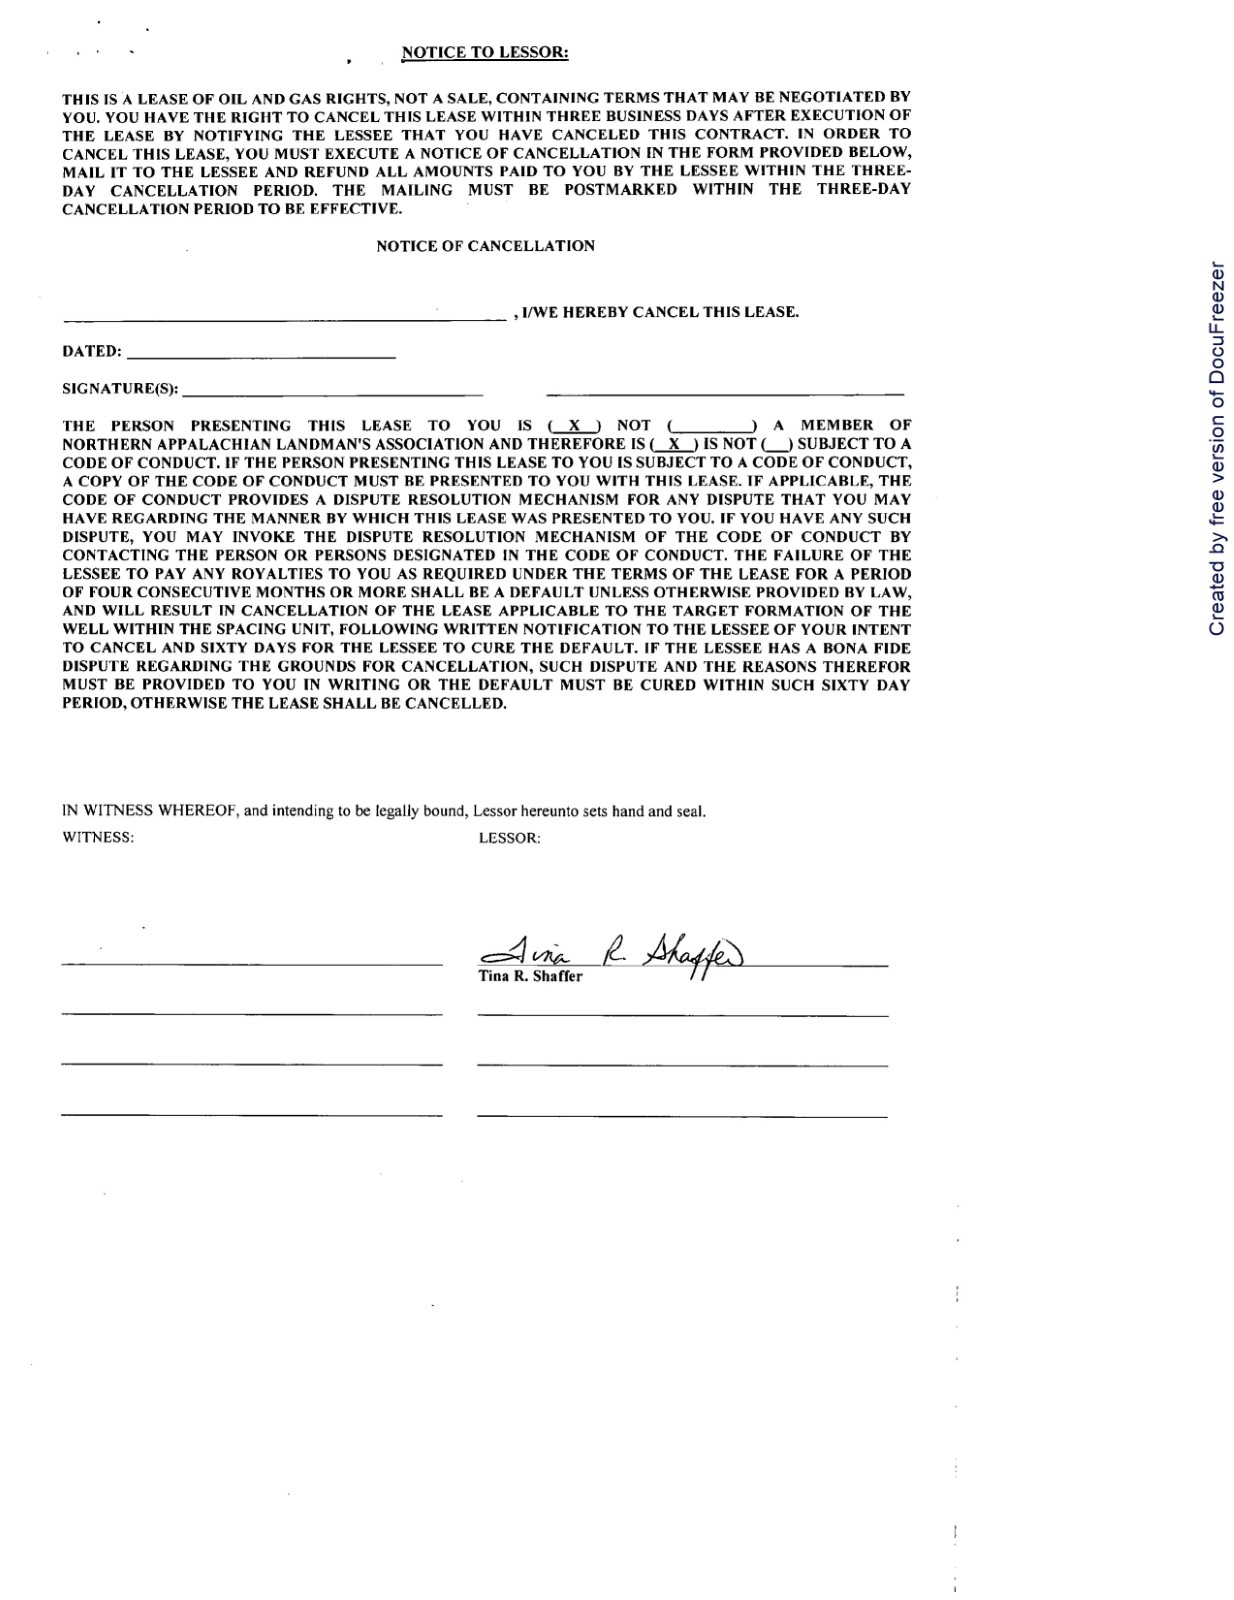 NOTICE TO LESSOR:
THIS IS A LEASE OF OIL AND GAS RIGHTS, NOT A SALE, CONTAINING TERMS THAT MAY BE NEGOTIATED BY
YOU. YOU HAVE THE RIGHT TO CANCEL THIS LEASE WITHIN THREE BUSINESS DAYS AFTER EXECUTION OF
THE LEASE BY NOTIFYING THE LESSEE THAT YOU HAVE CANCELED THIS CONTRACT. IN ORDER TO
CANCEL THIS LEASE, YOU MUST EXECUTE A NOTICE OF CANCELLATION IN THE FORM PROVIDED BELOW,
MAIL IT TO THE LESSEE AND REFUND ALL AMOUNTS PAID TO YOU BY THE LESSEE WITHIN THE THREE-
DAY CANCELLATION PERIOD. THE MAILING MUST BE POSTMARKED WITHIN THE THREE-DAY
CANCELLATION PERIOD TO BE EFFECTIVE.
NOTICE OF CANCELLATION
____________________, I/WE HEREBY CANCEL THIS LEASE.
DATED: ____________________
SIGNATURE(S): ____________________ ____________________
THE PERSON PRESENTING THIS LEASE TO YOU IS (__X__) NOT (________) A MEMBER OF
NORTHERN APPALACHIAN LANDMAN'S ASSOCIATION AND THEREFORE IS (__X__) IS NOT (__) SUBJECT TO A
CODE OF CONDUCT. IF THE PERSON PRESENTING THIS LEASE TO YOU IS SUBJECT TO A CODE OF CONDUCT,
A COPY OF THE CODE OF CONDUCT MUST BE PRESENTED TO YOU WITH THIS LEASE. IF APPLICABLE, THE
CODE OF CONDUCT PROVIDES A DISPUTE RESOLUTION MECHANISM FOR ANY DISPUTE THAT YOU MAY
HAVE REGARDING THE MANNER BY WHICH THIS LEASE WAS PRESENTED TO YOU. IF YOU HAVE ANY SUCH
DISPUTE, YOU MAY INVOKE THE DISPUTE RESOLUTION MECHANISM OF THE CODE OF CONDUCT BY
CONTACTING THE PERSON OR PERSONS DESIGNATED IN THE CODE OF CONDUCT. THE FAILURE OF THE
LESSEE TO PAY ANY ROYALTIES TO YOU AS REQUIRED UNDER THE TERMS OF THE LEASE FOR A PERIOD
OF FOUR CONSECUTIVE MONTHS OR MORE SHALL BE A DEFAULT UNLESS OTHERWISE PROVIDED BY LAW,
AND WILL RESULT IN CANCELLATION OF THE LEASE APPLICABLE TO THE TARGET FORMATION OF THE
WELL WITHIN THE SPACING UNIT, FOLLOWING WRITTEN NOTIFICATION TO THE LESSEE OF YOUR INTENT
TO CANCEL AND SIXTY DAYS FOR THE LESSEE TO CURE THE DEFAULT. IF THE LESSEE HAS A BONA FIDE
DISPUTE REGARDING THE GROUNDS FOR CANCELLATION, SUCH DISPUTE AND THE REASONS THEREFOR
MUST BE PROVIDED TO YOU IN WRITING OR THE DEFAULT MUST BE CURED WITHIN SUCH SIXTY DAY
PERIOD, OTHERWISE THE LEASE SHALL BE CANCELLED.
IN WITNESS WHEREOF, and intending to be legally bound, Lessor hereunto sets hand and seal.
WITNESS: LESSOR:
Tina R. Shaffer
Tina R. Shaffer
Created by free version of DocuFreezer